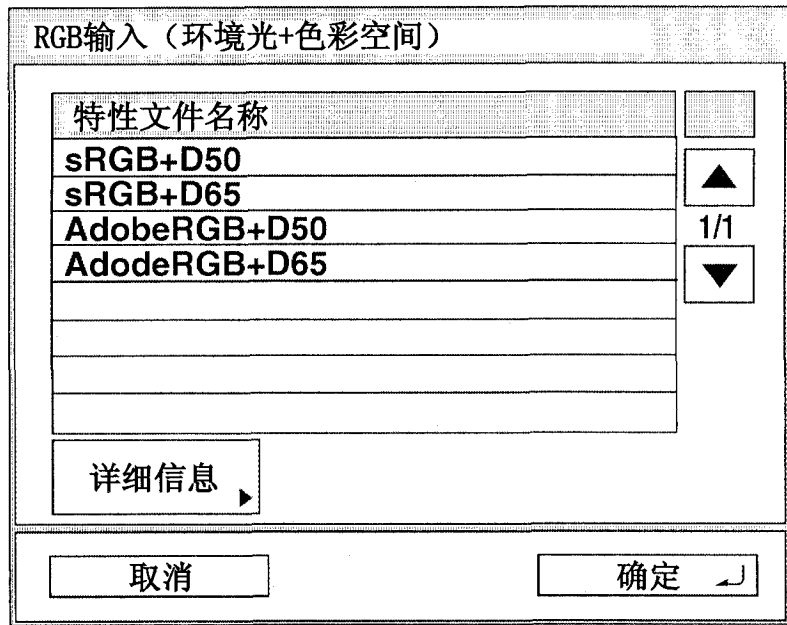 RGB输入（环境光+色彩空间）
特性文件名称
sRGB+D50
sRGB+D65
AdobeRGB+D50
1/1
AdodeRGB+D65
详细信息
取消
确定